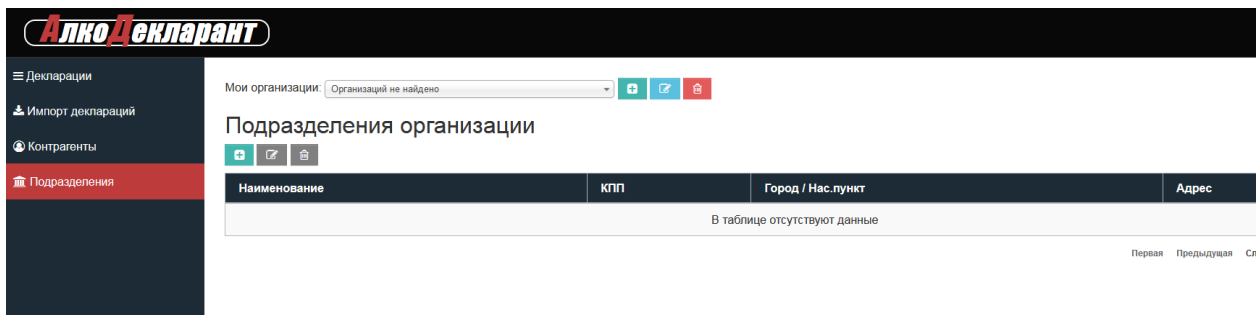 АлкоДекларант
Декларации
Импорт деклараций
Контрагенты
Подразделения
Мои организации: Организаций не найдено
Подразделения организации
Наименование КПП Город / Нас.пункт Адрес
В таблице отсутствуют данные
Первая Предыдущая Сл